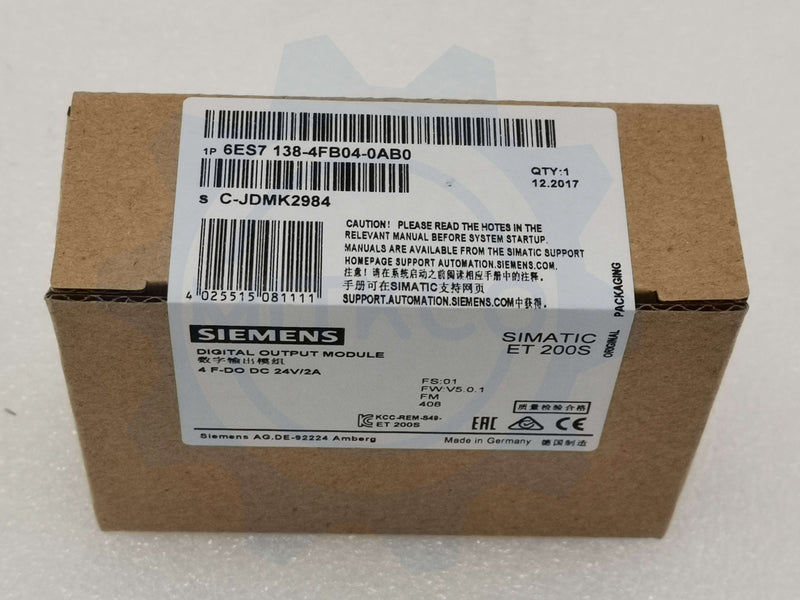 1P 6ES7 138-4FB04-0AB0
QTY:1
12.2017
S C-JDMK2984
CAUTION! PLEASE READ THE HOTES IN THE
RELEVANT MANUAL BEFORE SYSTEM STARTUP.
MANUALS ARE AVAILABLE FROM THE SIMATIC SUPPORT
HOMEPAGE SUPPORT AUTOMATION.SIEMENS.COM.
注意!请在系统启动之前阅读相应手册中的注释。
手册可在SIMATIC支持网页
SUPPORT.AUTOMATION.SIEMENS.COM中获得。
4 025515 081111
ORIGINAL PACKAGING
SIEMENS
SIMATIC
ET 200S
DIGITAL OUTPUT MODULE
数字输出模组
4 F-DO DC 24V/2A
FS:01
FW:V5.0.1
FM
408
质量检验合格
KCC-REM-S49-
ET 200S
EAC
CE
Siemens AG.DE-92224 Amberg
Made in Germany 德国制造